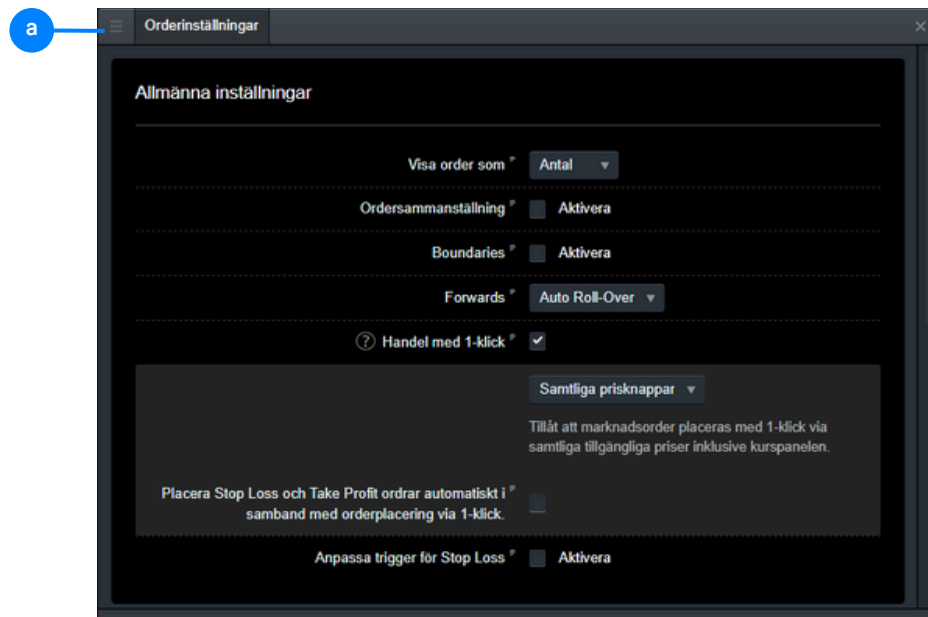 a
Orderinställningar
Allmänna inställningar
Visa order som Antal
Ordersammanställning Aktivera
Boundaries Aktivera
Forwards Auto Roll-Over
? Handel med 1-klick
Samtliga prisknappar
Tillåt att marknadsorder placeras med 1-klick via
samtliga tillgängliga priser inklusive kurspanelen.
Placera Stop Loss och Take Profit ordrar automatiskt i
samband med orderplacering via 1-klick.
Anpassa trigger för Stop Loss Aktivera